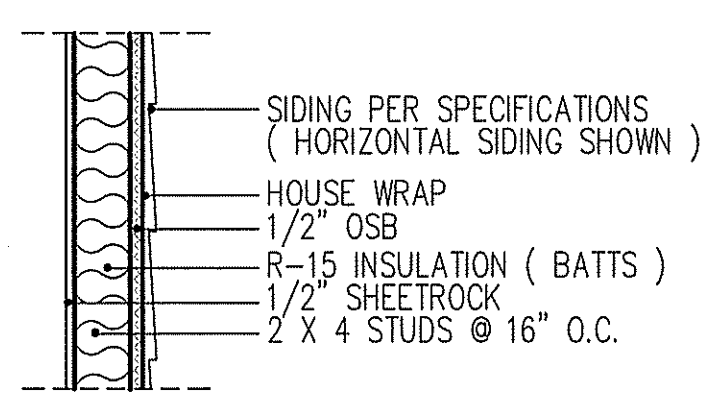 SIDING PER SPECIFICATIONS
( HORIZONTAL SIDING SHOWN )
HOUSE WRAP
1/2" OSB
R-15 INSULATION ( BATTS )
1/2" SHEETROCK
2 X 4 STUDS @ 16" O.C.